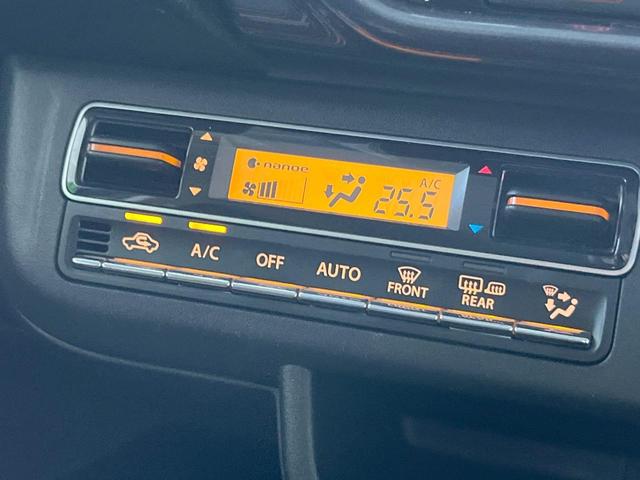 nanoe
A/C
25.5
A/C
OFF
AUTO
FRONT
REAR